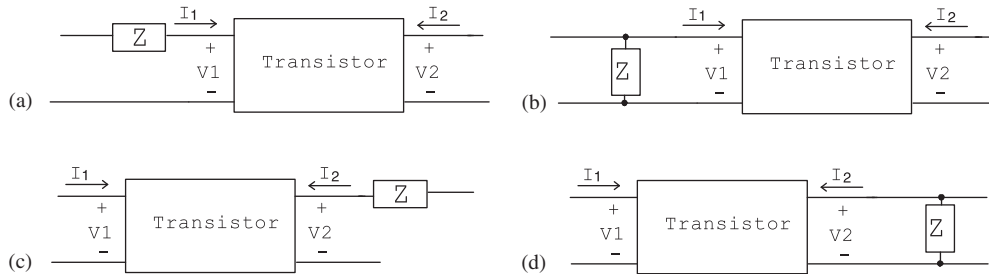 I1 I2
Z + Transistor +
V1 V2
- -
(a)
I1 I2
Z + Transistor +
V1 V2
- -
(b)
I1 I2
+ Transistor + Z
V1 V2
- -
(c)
I1 I2
+ Transistor + Z
V1 V2
- -
(d)